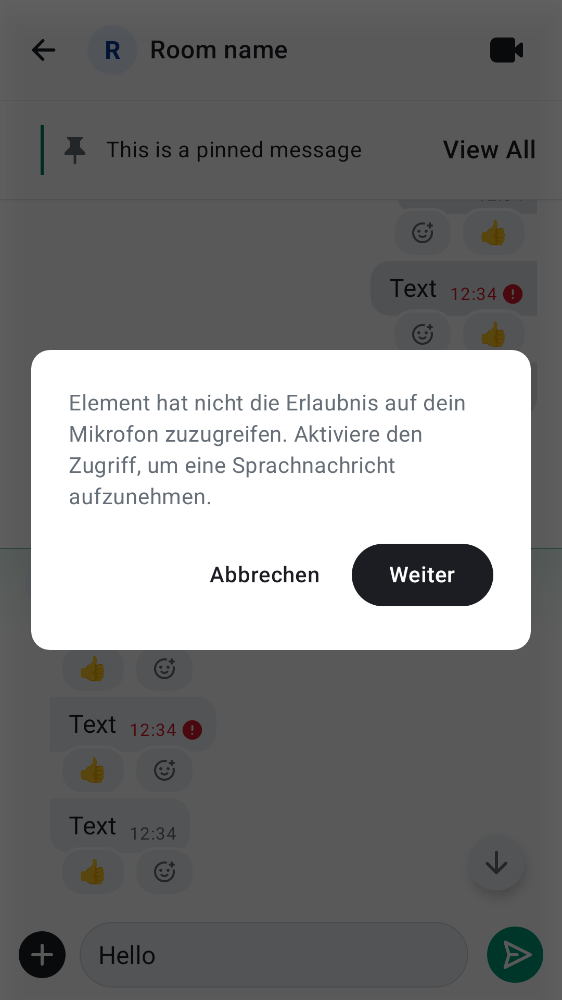 R Room name
This is a pinned message View All
Text 12:34
Element hat nicht die Erlaubnis auf dein
Mikrofon zuzugreifen. Aktiviere den
Zugriff, um eine Sprachnachricht
aufzunehmen.
Abbrechen Weiter
Text 12:34
Text 12:34
Hello